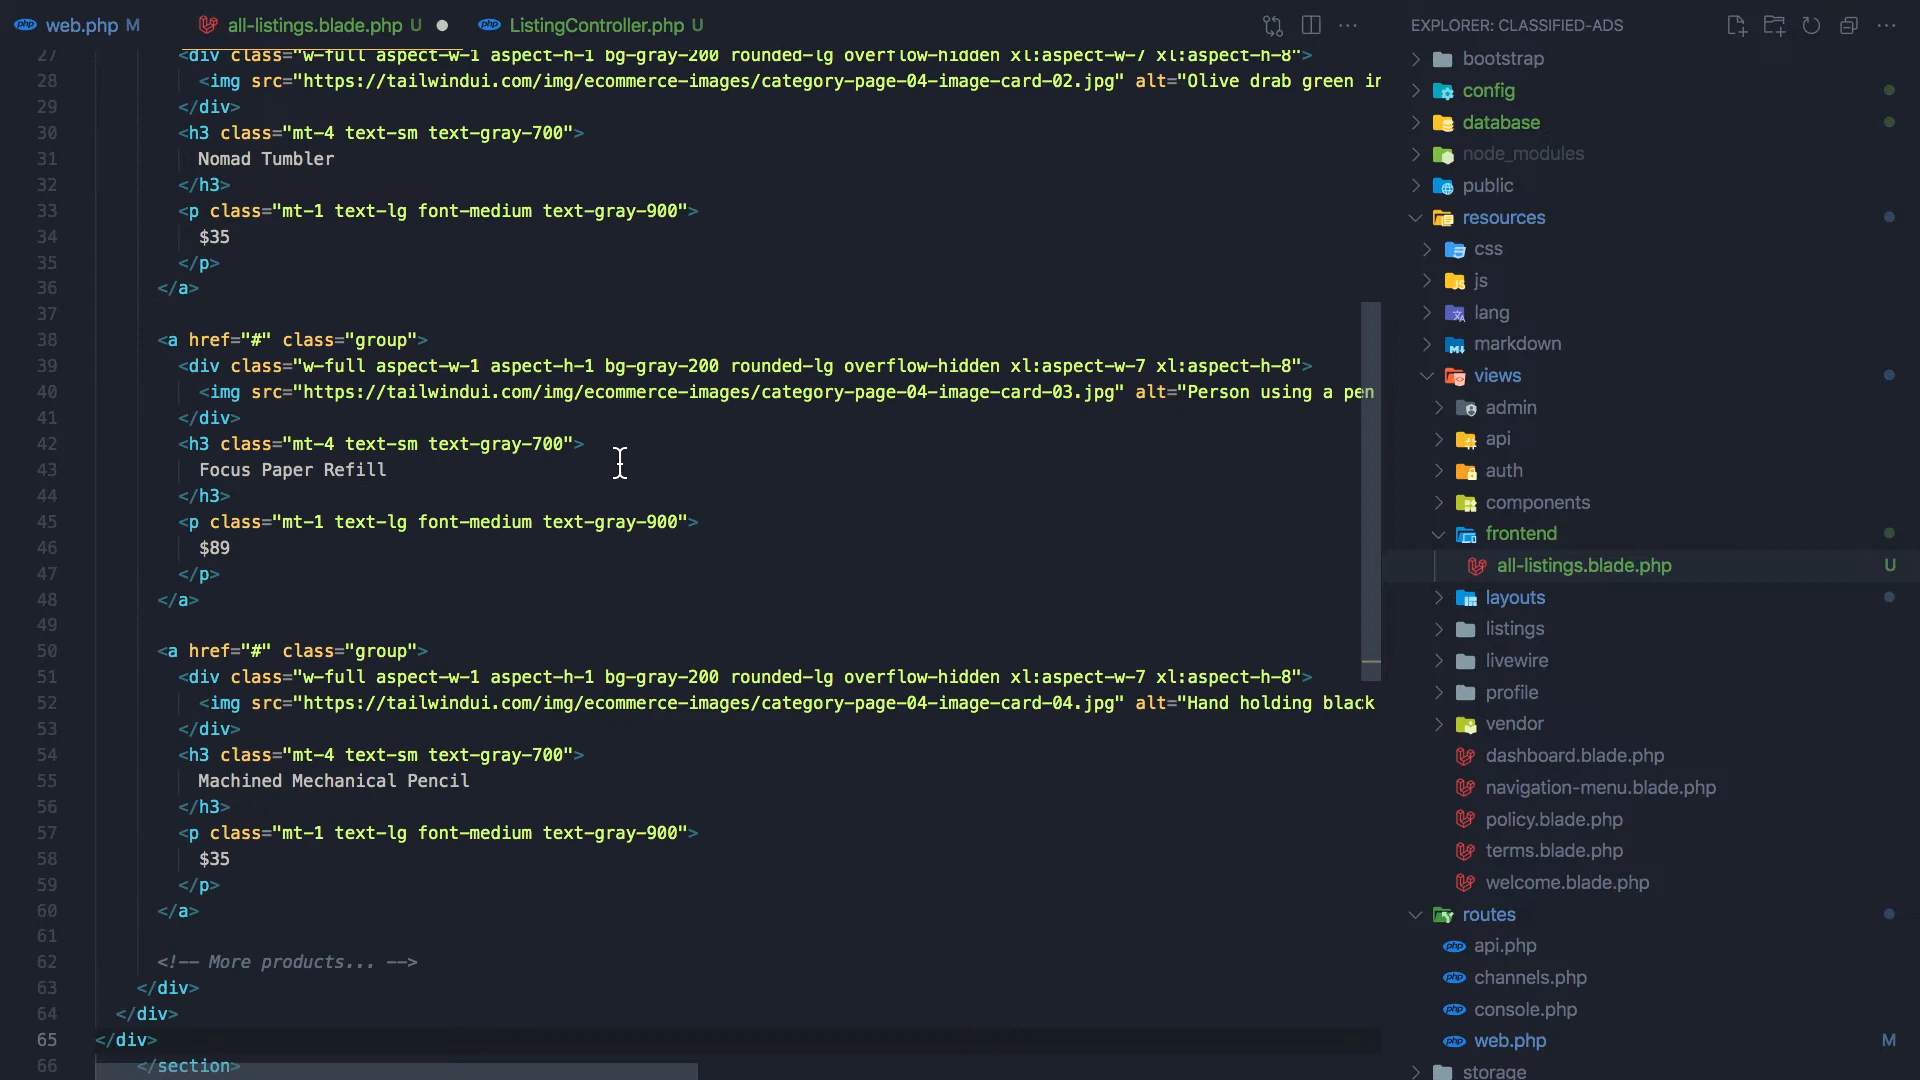 web.php M
all-listings.blade.php U
ListingController.php U
27 <div class="w-full aspect-w-1 aspect-h-1 bg-gray-200 rounded-lg overflow-hidden xl:aspect-w-7 xl:aspect-h-8">
28 <img src="https://tailwindui.com/img/ecommerce-images/category-page-04-image-card-02.jpg" alt="Olive drab green in
29 </div>
30 <h3 class="mt-4 text-sm text-gray-700">
31 Nomad Tumbler
32 </h3>
33 <p class="mt-1 text-lg font-medium text-gray-900">
34 $35
35 </p>
36 </a>
37
38 <a href="#" class="group">
39 <div class="w-full aspect-w-1 aspect-h-1 bg-gray-200 rounded-lg overflow-hidden xl:aspect-w-7 xl:aspect-h-8">
40 <img src="https://tailwindui.com/img/ecommerce-images/category-page-04-image-card-03.jpg" alt="Person using a pen
41 </div>
42 <h3 class="mt-4 text-sm text-gray-700">
43 Focus Paper Refill
44 </h3>
45 <p class="mt-1 text-lg font-medium text-gray-900">
46 $89
47 </p>
48 </a>
49
50 <a href="#" class="group">
51 <div class="w-full aspect-w-1 aspect-h-1 bg-gray-200 rounded-lg overflow-hidden xl:aspect-w-7 xl:aspect-h-8">
52 <img src="https://tailwindui.com/img/ecommerce-images/category-page-04-image-card-04.jpg" alt="Hand holding black
53 </div>
54 <h3 class="mt-4 text-sm text-gray-700">
55 Machined Mechanical Pencil
56 </h3>
57 <p class="mt-1 text-lg font-medium text-gray-900">
58 $35
59 </p>
60 </a>
61
62 <!-- More products... -->
63 </div>
64 </div>
65 </div>
66 </section>
EXPLORER: CLASSIFIED-ADS
bootstrap
config
database
node_modules
public
resources
css
js
lang
markdown
views
admin
api
auth
components
frontend
all-listings.blade.php U
layouts
listings
livewire
profile
vendor
dashboard.blade.php
navigation-menu.blade.php
policy.blade.php
terms.blade.php
welcome.blade.php
routes
api.php
channels.php
console.php
web.php M
storage